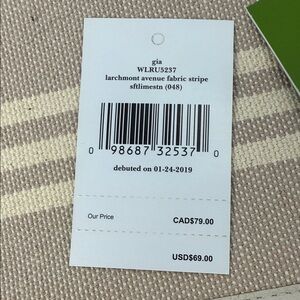 gia
WLRU5237
larchmont avenue fabric stripe
sftlimestn (048)
0 98687 32537 0
debuted on 01-24-2019
Our Price CAD$79.00
USD$69.00